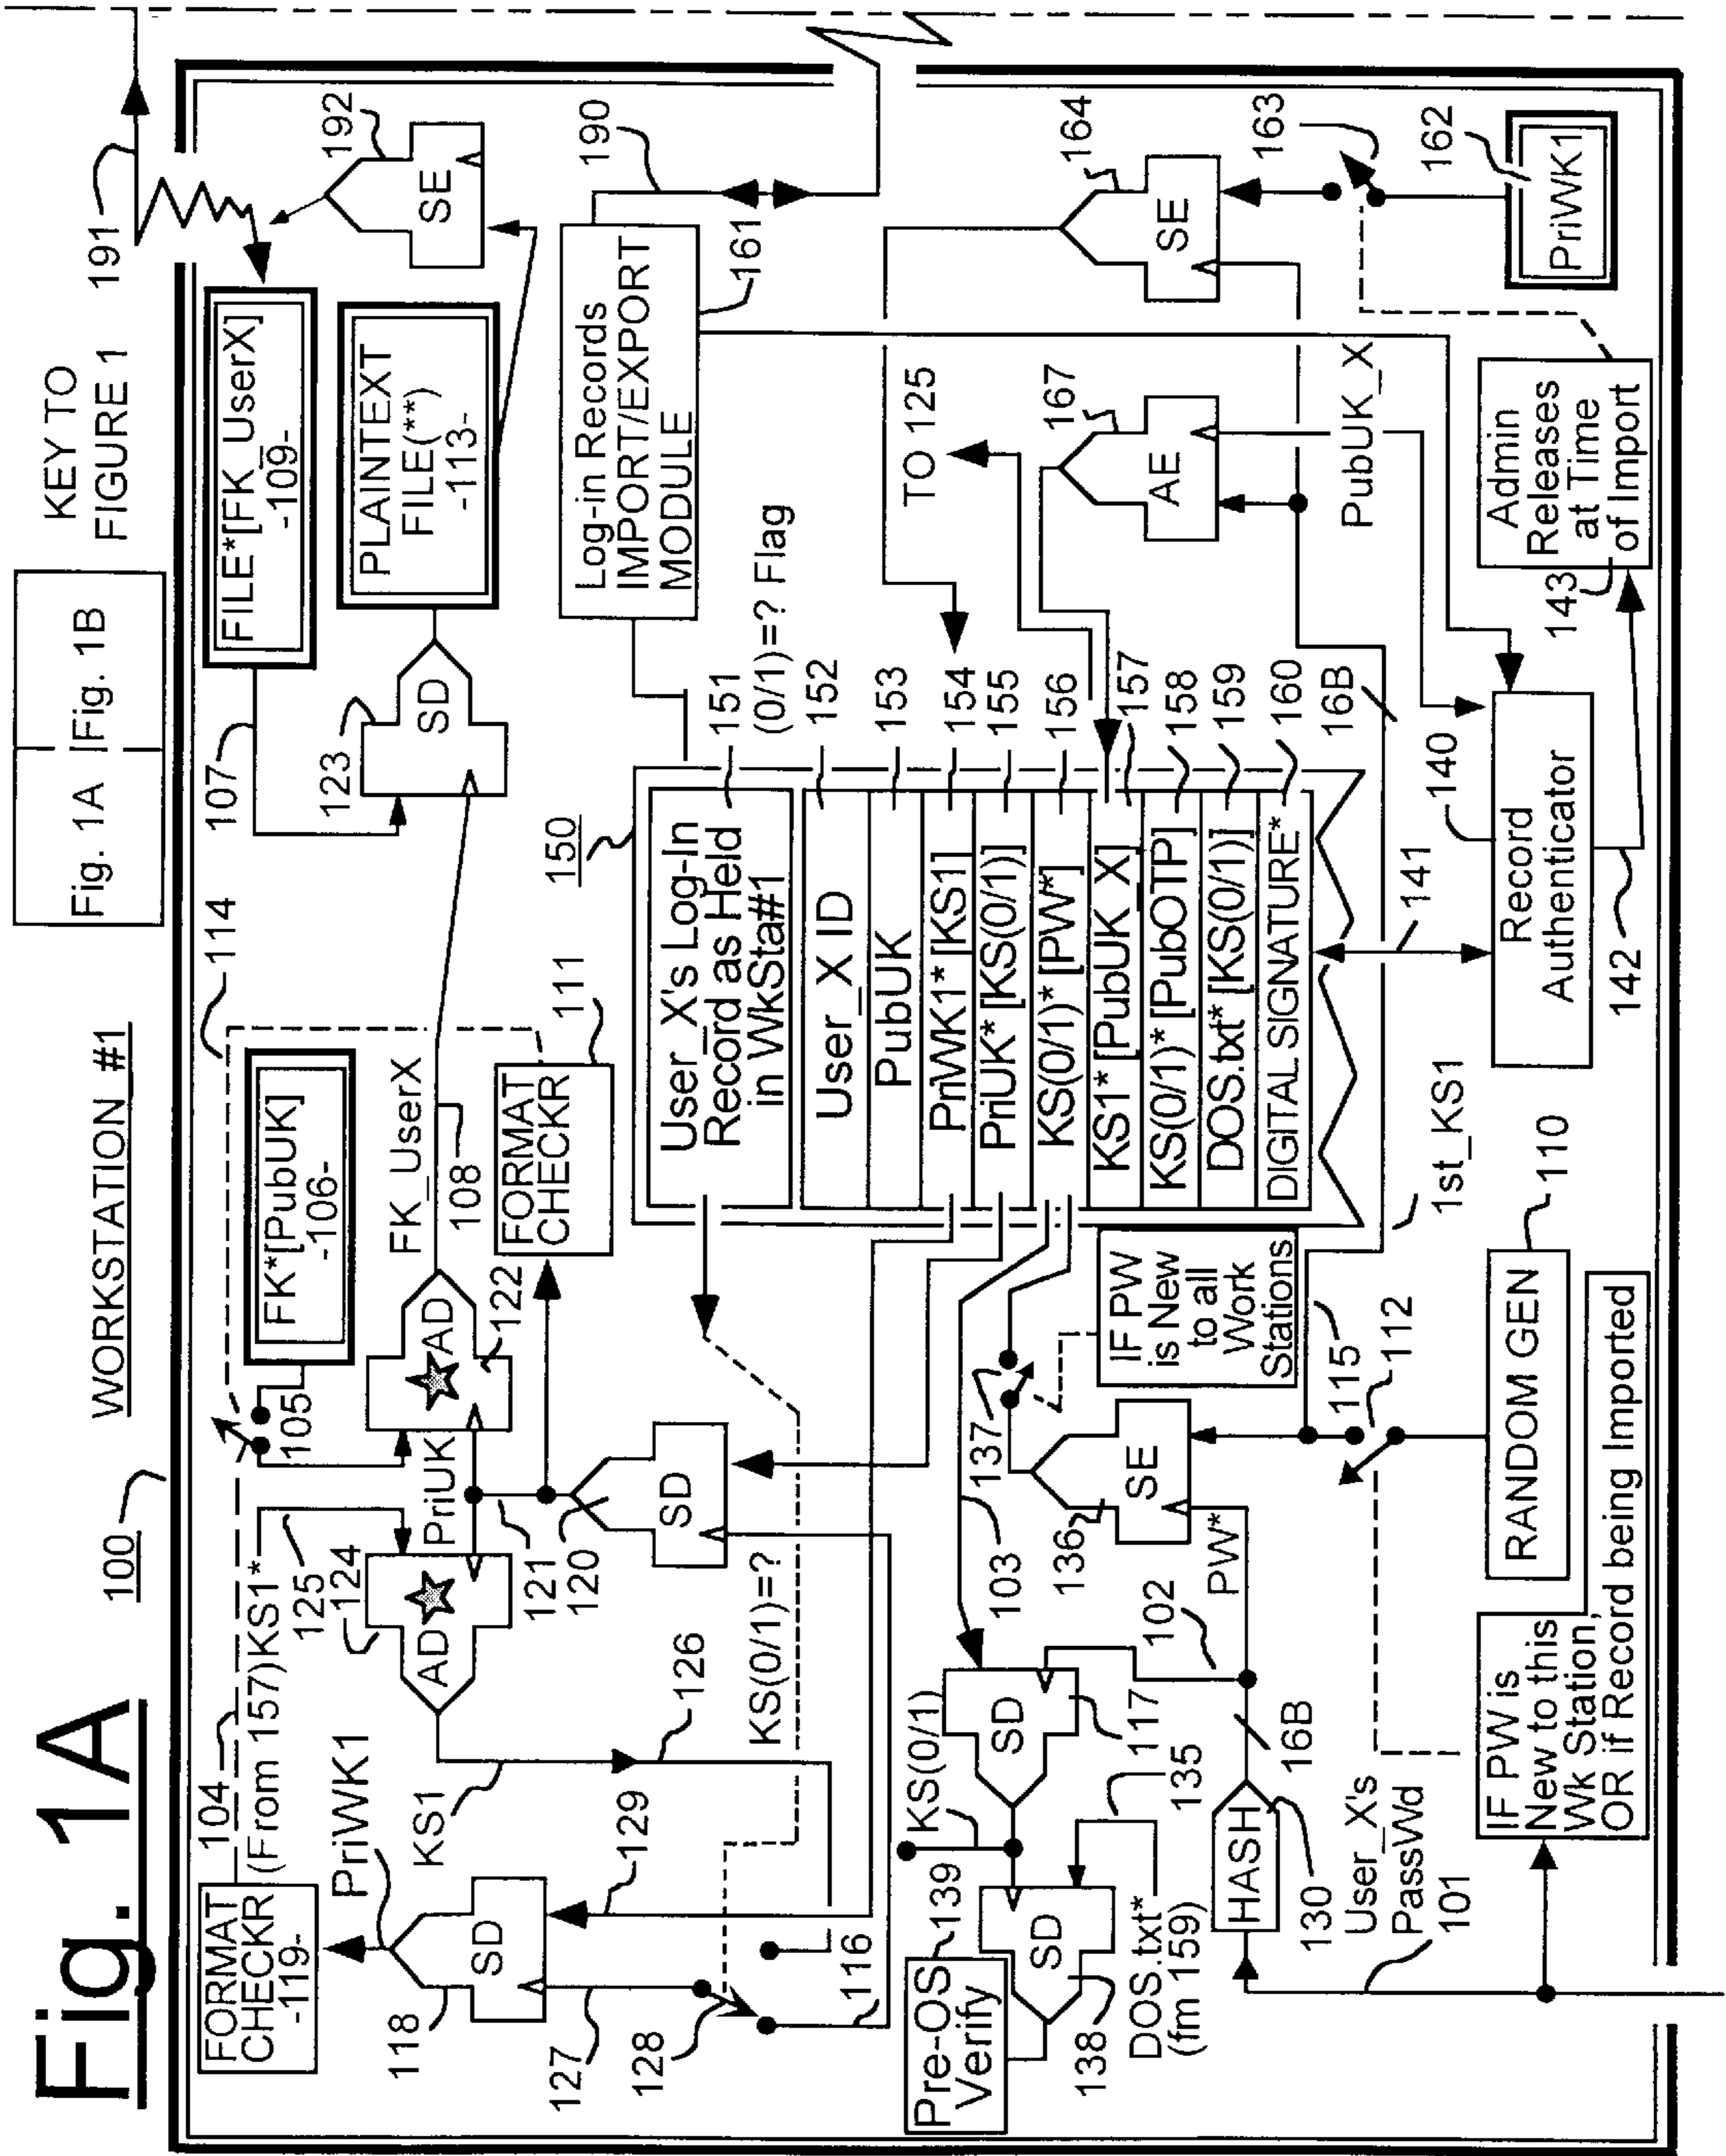 Fig. 1A
WORKSTATION #1
100
KEY TO
FIGURE 1
Fig. 1A
Fig. 1B
191
114
FORMAT
CHECKR
-119-
104
(From 157)KS1*
125
124
PriWK1
118
SD
127
128
129
KS1
126
116
KS(0/1)=?
AD
PriUK
121
120
SD
105
FK*[PubUK]
-106-
AD
122
FK_UserX
108
FORMAT
CHECKR
111
107
123
SD
FILE*[FK_UserX]
-109-
PLAINTEXT
FILE(**)
-113-
192
SE
150
User_X's Log-In
Record as Held
in WkSta#1
151
(0/1)=? Flag
User_X ID
152
PubUK
153
PriWK1* [KS1]
154
PriUK* [KS(0/1)]
155
KS(0/1)* [PW*]
156
KS1* [PubUK_X]
157
KS(0/1)* [PubOTP]
158
DOS.txt* [KS(0/1)]
159
DIGITAL SIGNATURE*
160
Log-in Records
IMPORT/EXPORT
MODULE
161
190
TO 125
167
AE
164
SE
163
162
PriWK1
PubUK_X
16B
Pre-OS
Verify
139
KS(0/1)
SD
138
DOS.txt*
(fm 159)
135
SD
117
103
137
136
SE
IF PW
is New
to all
Work
Stations
PW*
102
16B
HASH
130
User_X's
PassWd
101
115
112
1st_KS1
RANDOM GEN
110
IF PW is
New to this
Wk Station,
OR if Record being Imported
141
140
Record
Authenticator
142
143
Admin
Releases
at Time
of Import